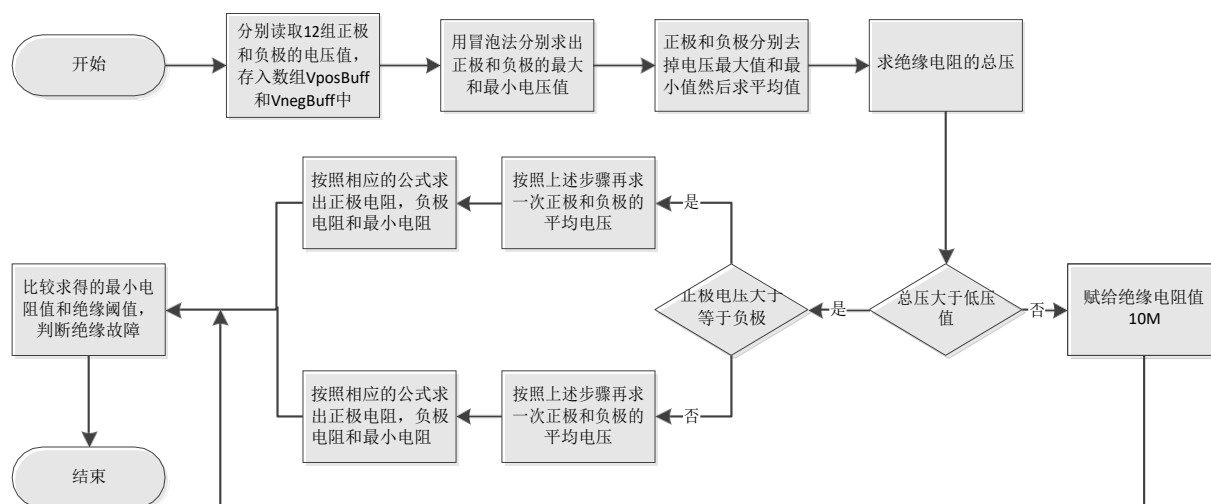 开始
分别读取12组正极
和负极的电压值，
存入数组VposBuff
和VnegBuff中
用冒泡法分别求出
正极和负极的最大
和最小电压值
正极和负极分别去
掉电压最大值和最
小值然后求平均值
求绝缘电阻的总压
按照相应的公式求
出正极电阻，负极
电阻和最小电阻
按照上述步骤再求
一次正极和负极的
平均电压
是
比较求得的最小电
阻值和绝缘阈值，
判断绝缘故障
正极电压大于
等于负极
是
总压大于低压
值
否
赋给绝缘电阻值
10M
按照相应的公式求
出正极电阻，负极
电阻和最小电阻
按照上述步骤再求
一次正极和负极的
平均电压
否
结束